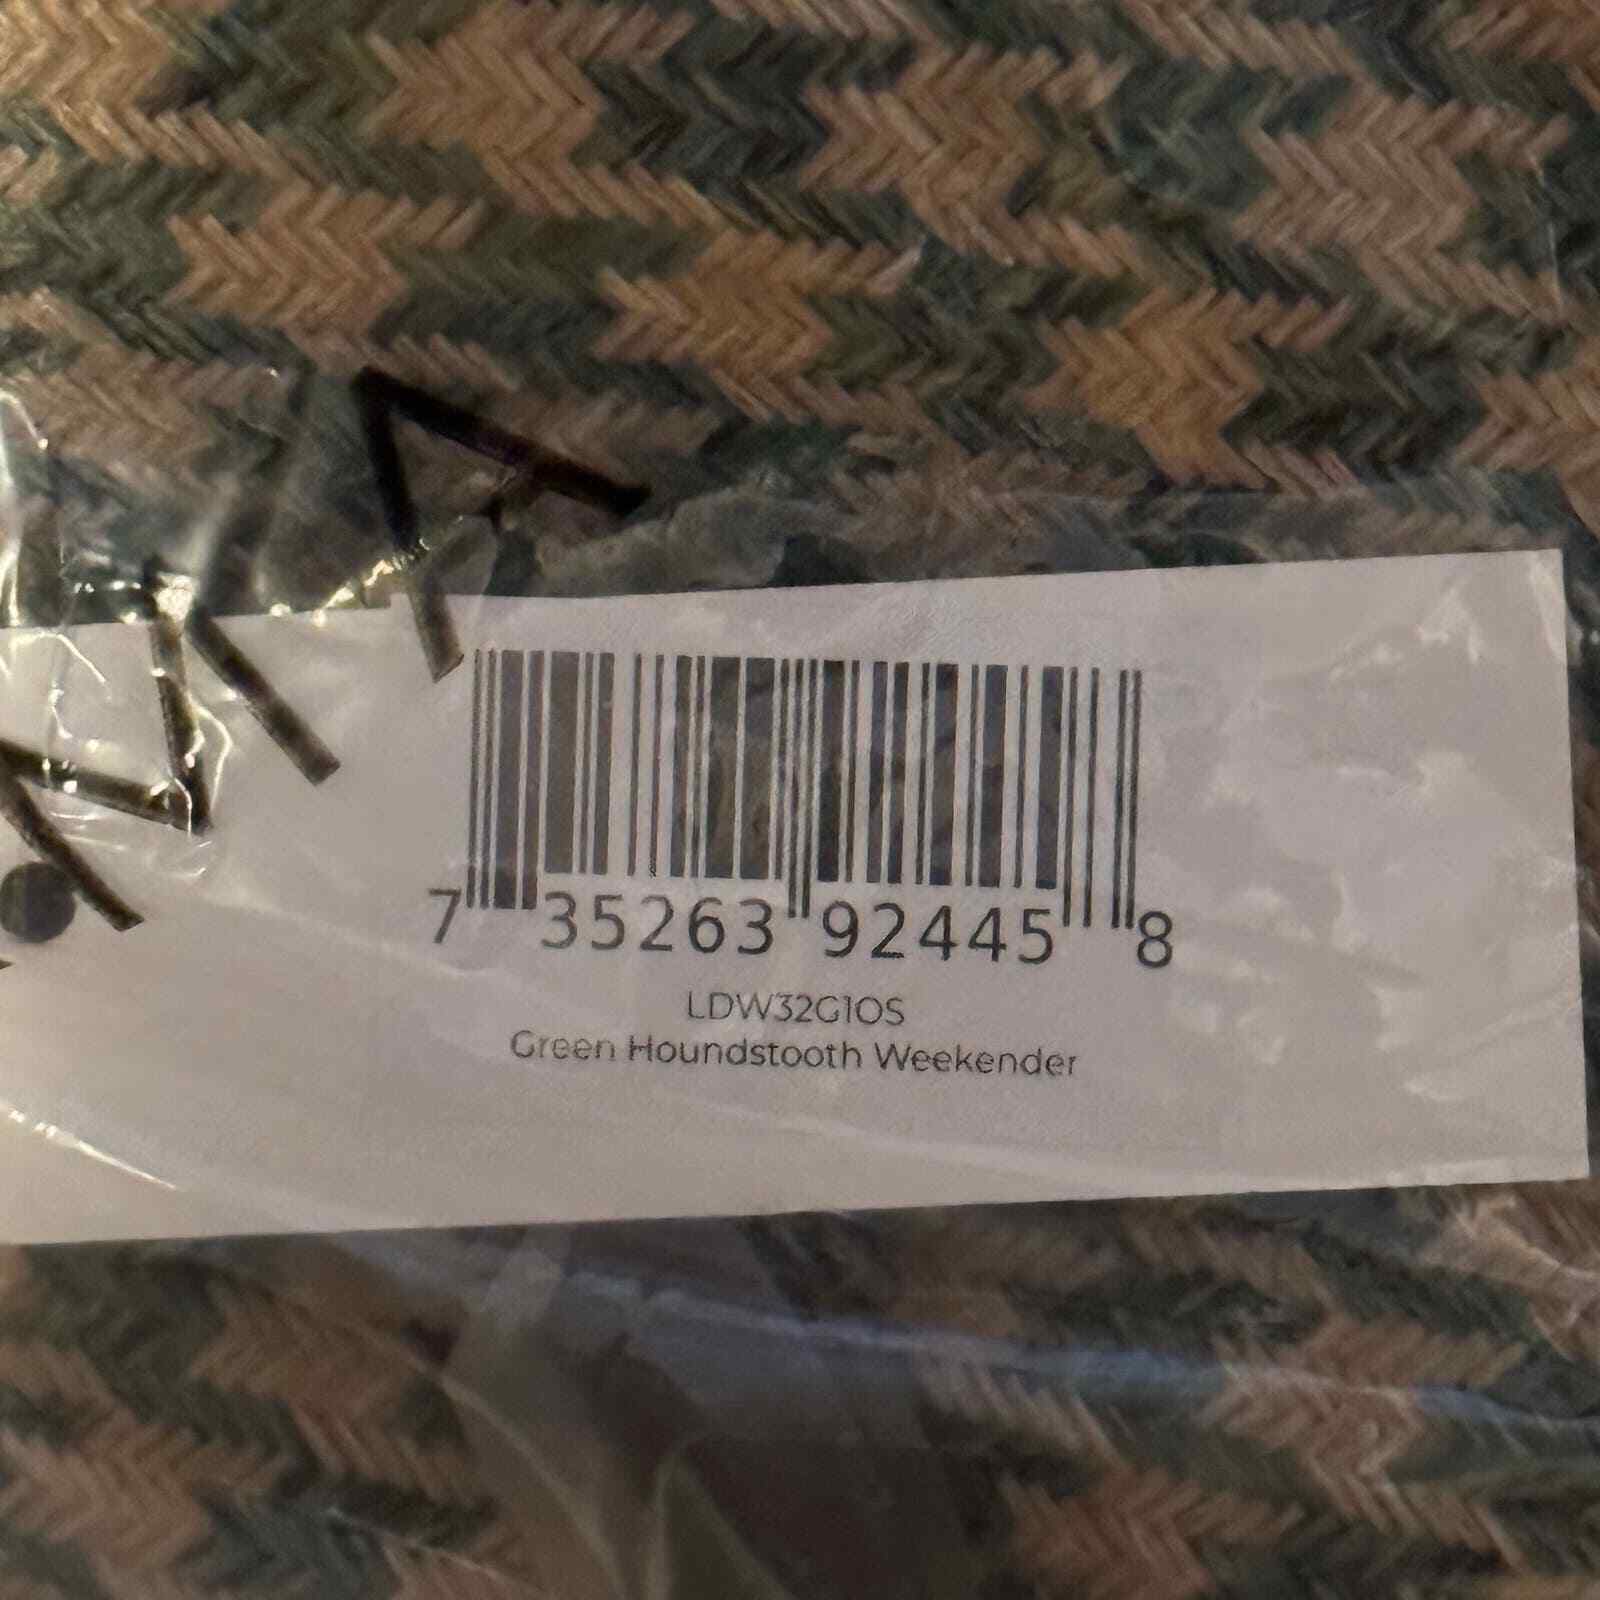 7 35263 92445 8
LDW32G1OS
Green Houndstooth Weekender